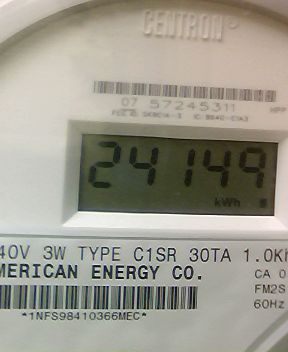 CENTRON
07 57245311
24149
kWh
40V 3W TYPE C1SR 30TA 1.0Kh
MERICAN ENERGY CO.
CA 0
FM2S
60Hz
*1NFS98410366MEC*